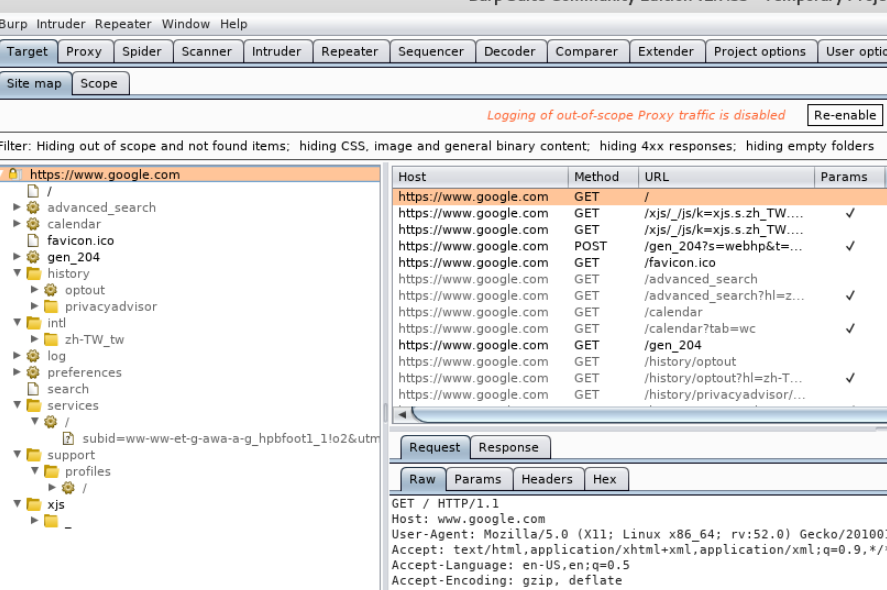 Burp Intruder Repeater Window Help
Target Proxy Spider Scanner Intruder Repeater Sequencer Decoder Comparer Extender Project options User optio
Site map Scope
Logging of out-of-scope Proxy traffic is disabled Re-enable
Filter: Hiding out of scope and not found items; hiding CSS, image and general binary content; hiding 4xx responses; hiding empty folders
https://www.google.com
/
advanced_search
calendar
favicon.ico
gen_204
history
optout
privacyadvisor
intl
zh-TW_tw
log
preferences
search
services
/
subid=ww-ww-et-g-awa-a-g_hpbfoot1_1!o2&utm
support
profiles
/
xjs
_
Host Method URL Params
https://www.google.com GET /
https://www.google.com GET /xjs/_/js/k=xjs.s.zh_TW.... ✓
https://www.google.com GET /xjs/_/js/k=xjs.s.zh_TW....
https://www.google.com POST /gen_204?s=webhp&t=... ✓
https://www.google.com GET /favicon.ico
https://www.google.com GET /advanced_search
https://www.google.com GET /advanced_search?hl=z... ✓
https://www.google.com GET /calendar
https://www.google.com GET /calendar?tab=wc ✓
https://www.google.com GET /gen_204
https://www.google.com GET /history/optout
https://www.google.com GET /history/optout?hl=zh-T... ✓
https://www.google.com GET /history/privacyadvisor/...
Request Response
Raw Params Headers Hex
GET / HTTP/1.1
Host: www.google.com
User-Agent: Mozilla/5.0 (X11; Linux x86_64; rv:52.0) Gecko/201001
Accept: text/html,application/xhtml+xml,application/xml;q=0.9,*/*
Accept-Language: en-US,en;q=0.5
Accept-Encoding: gzip, deflate